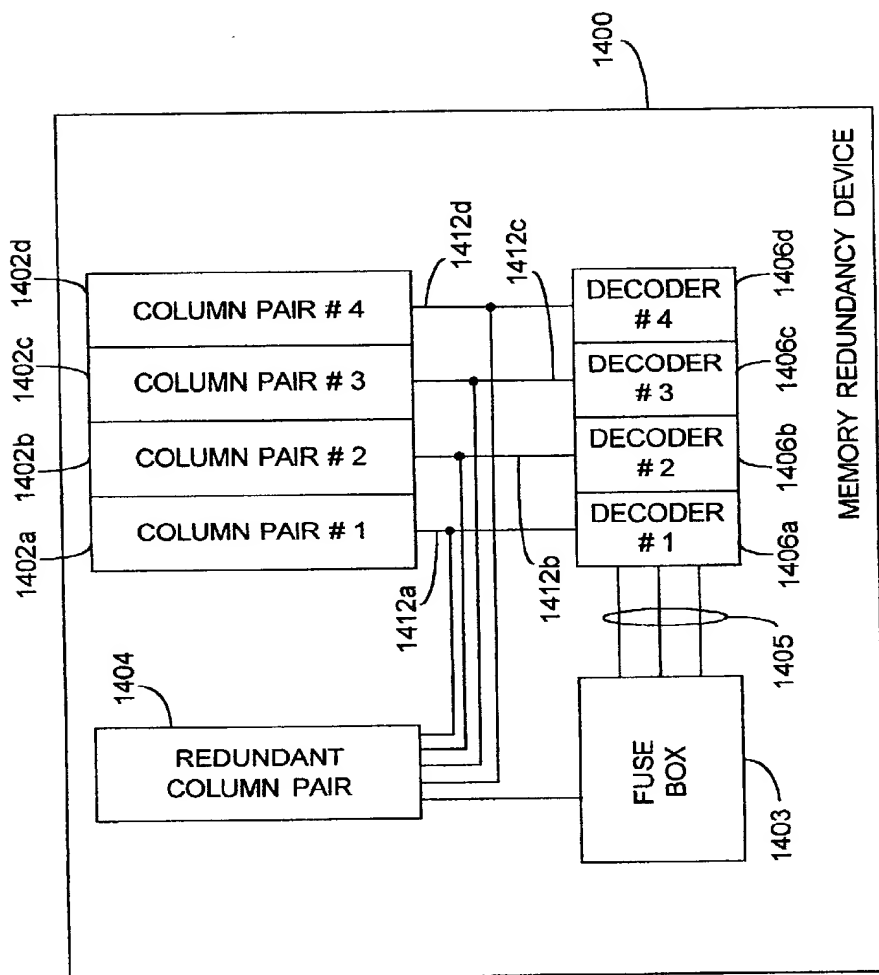 1400
MEMORY REDUNDANCY DEVICE
1402a
1402b
1402c
1402d
COLUMN PAIR # 1
COLUMN PAIR # 2
COLUMN PAIR # 3
COLUMN PAIR # 4
1404
REDUNDANT
COLUMN PAIR
1412a
1412b
1412c
1412d
FUSE
BOX
1403
1405
DECODER
# 1
DECODER
# 2
DECODER
# 3
DECODER
# 4
1406a
1406b
1406c
1406d